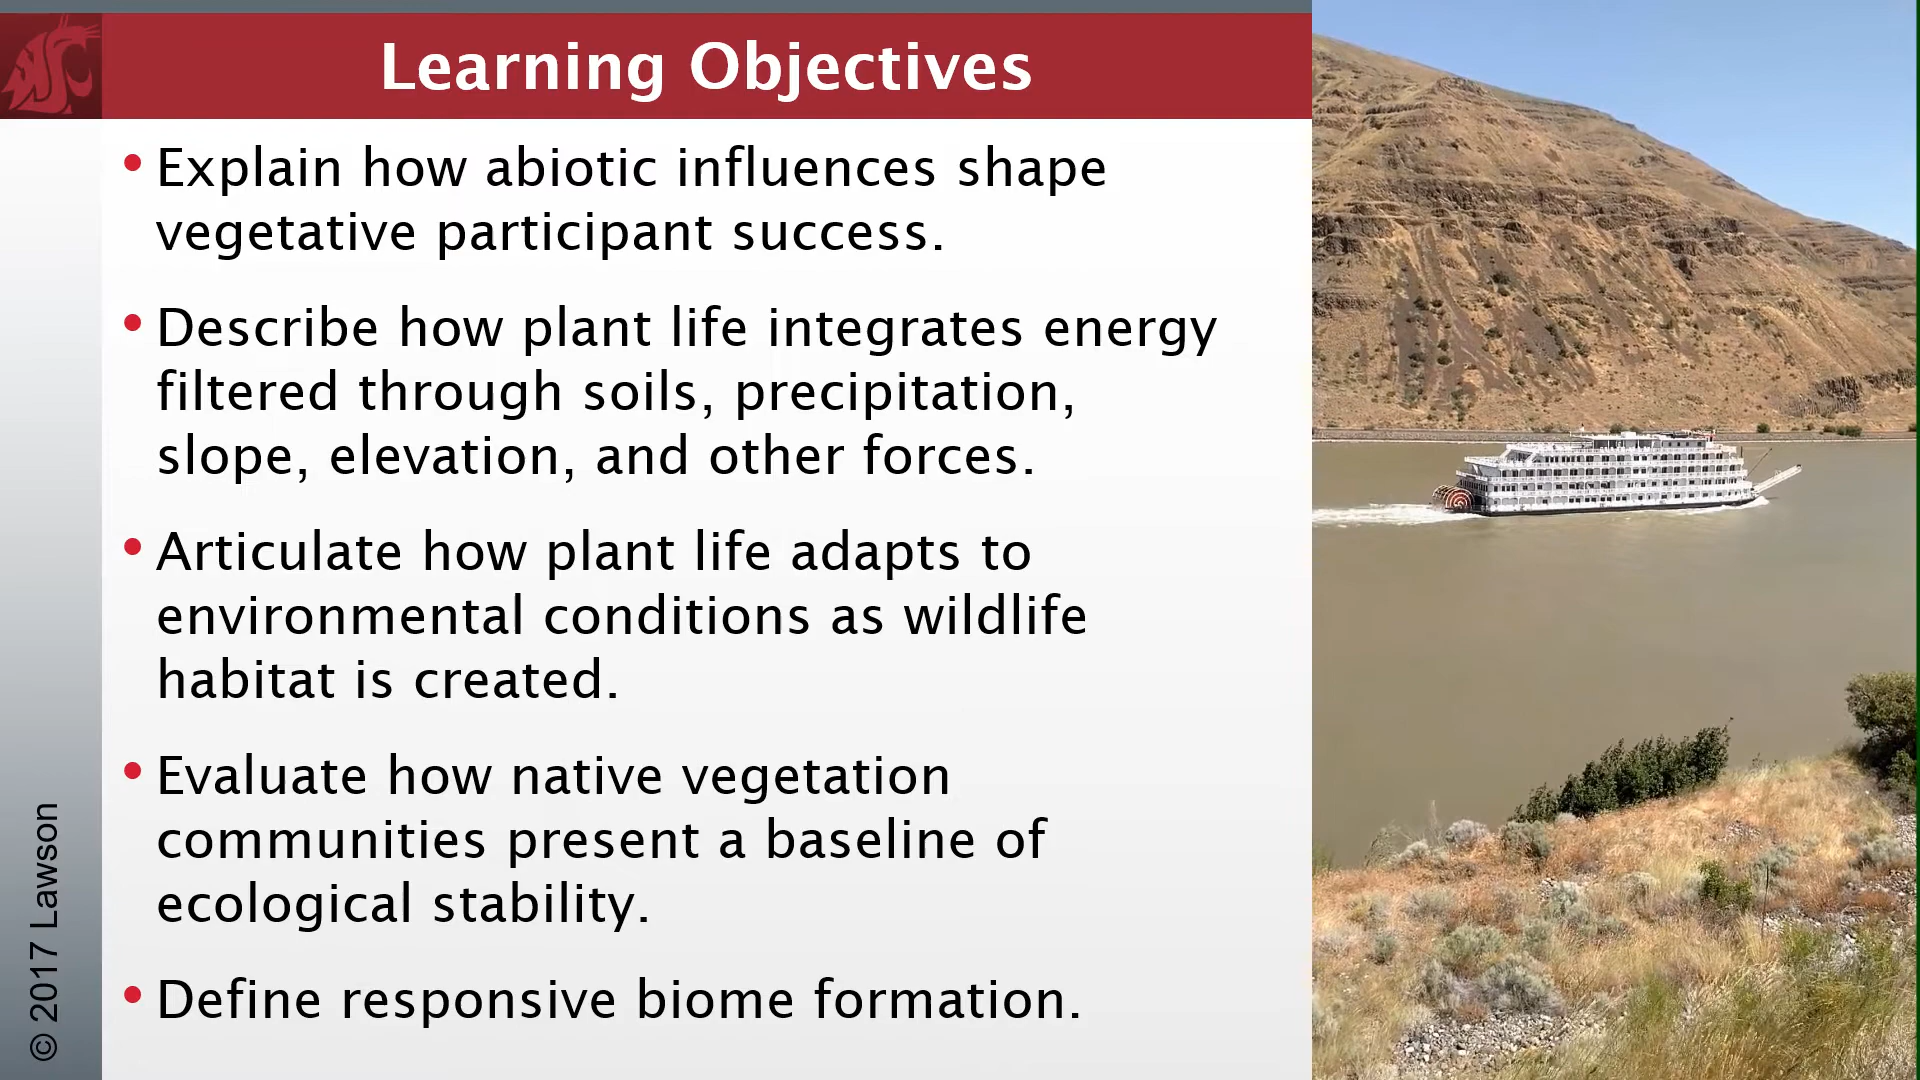 Learning Objectives
• Explain how abiotic influences shape
vegetative participant success.
• Describe how plant life integrates energy
filtered through soils, precipitation,
slope, elevation, and other forces.
• Articulate how plant life adapts to
environmental conditions as wildlife
habitat is created.
• Evaluate how native vegetation
communities present a baseline of
ecological stability.
• Define responsive biome formation.
© 2017 Lawson